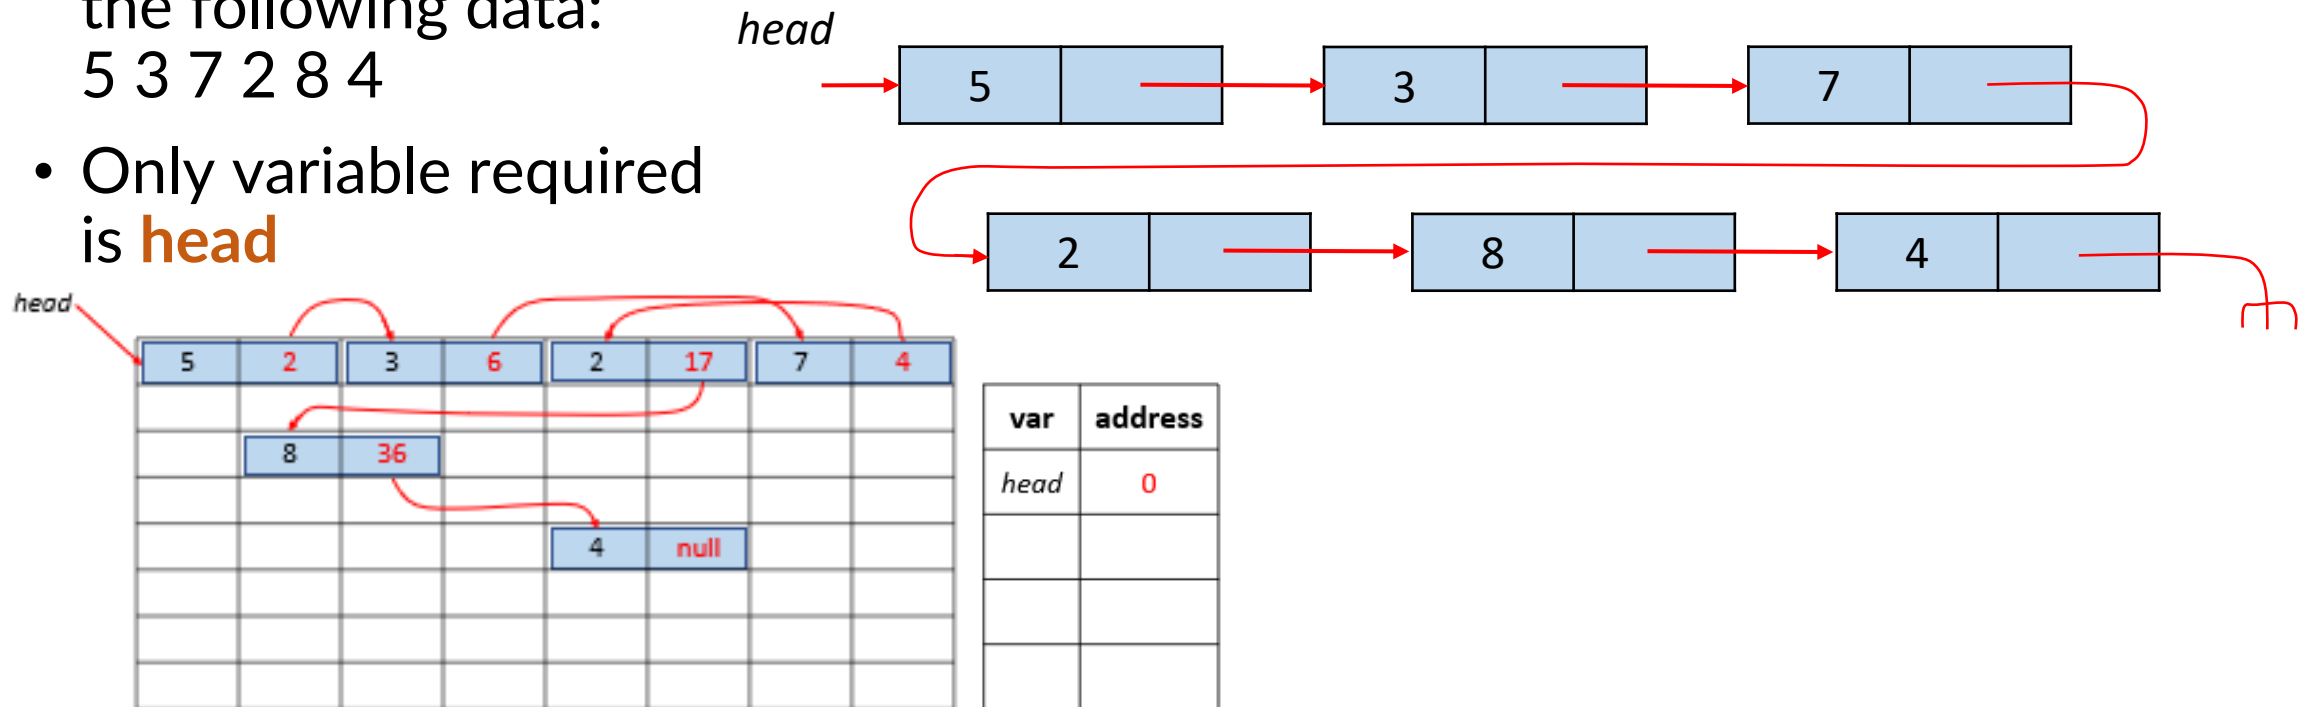 the following data:
5 3 7 2 8 4
• Only variable required
is head
head
5 3 7
2 8 4
head
5 2 3 6 2 17 7 4
8 36
4 null
var address
head 0